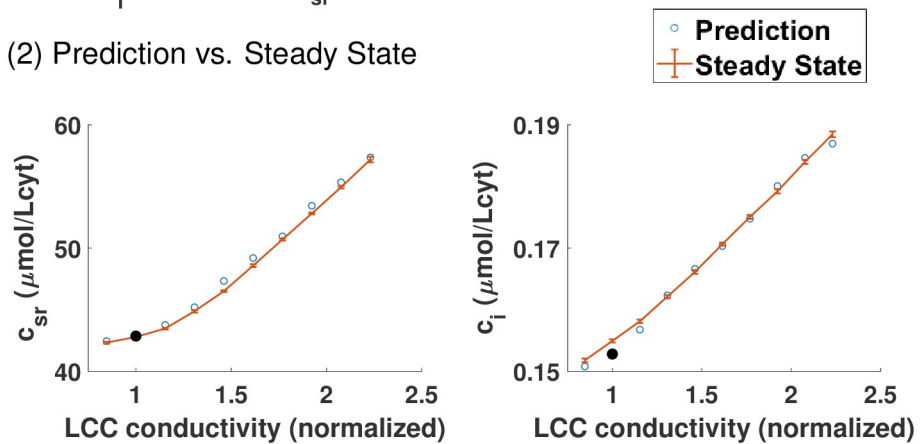 sr
Prediction
(2) Prediction vs. Steady State
Steady State
60
50
40
c_sr (μmol/Lcyt)
1
1.5
2
2.5
LCC conductivity (normalized)
0.19
0.17
0.15
c_i (μmol/Lcyt)
1
1.5
2
2.5
LCC conductivity (normalized)